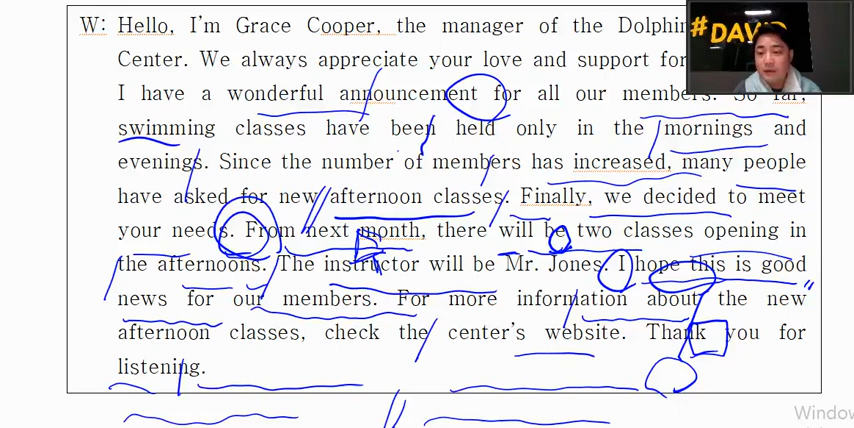 W: Hello, I'm Grace Cooper, the manager of the Dolphin
#DAVID
Center. We always appreciate your love and support for
I have a wonderful announcement for all our members. So far,
swimming classes have been held only in the mornings and
evenings. Since the number of members has increased, many people
have asked for new afternoon classes. Finally, we decided to meet
your needs. From next month, there will be two classes opening in
the afternoons. The instructor will be Mr. Jones. I hope this is good
news for our members. For more information about the new
afternoon classes, check the center's website. Thank you for
listening.
Window